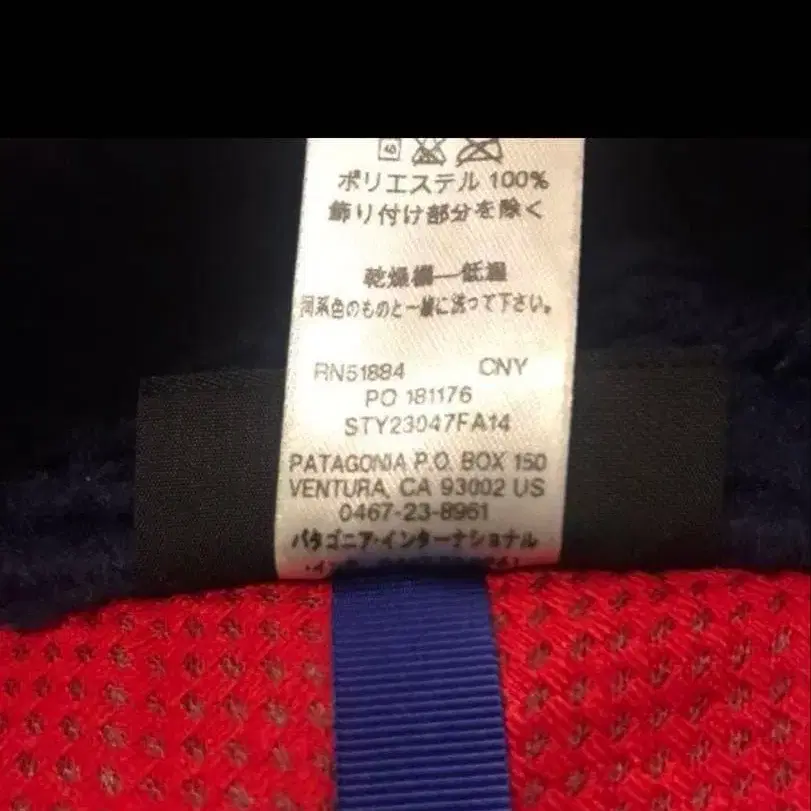 40
ポリエステル 100%
飾り付け部分を除く
乾燥機—低温
同系色のものと一緒に洗って下さい。
RN51884 CNY
PO 181176
STY23047FA14
PATAGONIA P.O. BOX 150
VENTURA, CA 93002 US
0467-23-8961
パタゴニア・インターナショナル